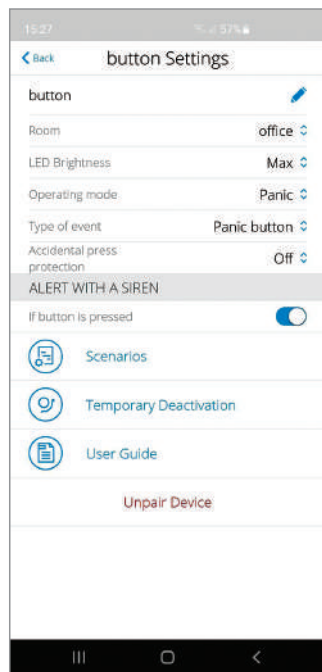 15:27 57%
Back button Settings
button
Room office
LED Brightness Max
Operating mode Panic
Type of event Panic button
Accidental press
protection Off
ALERT WITH A SIREN
If button is pressed
Scenarios
Temporary Deactivation
User Guide
Unpair Device